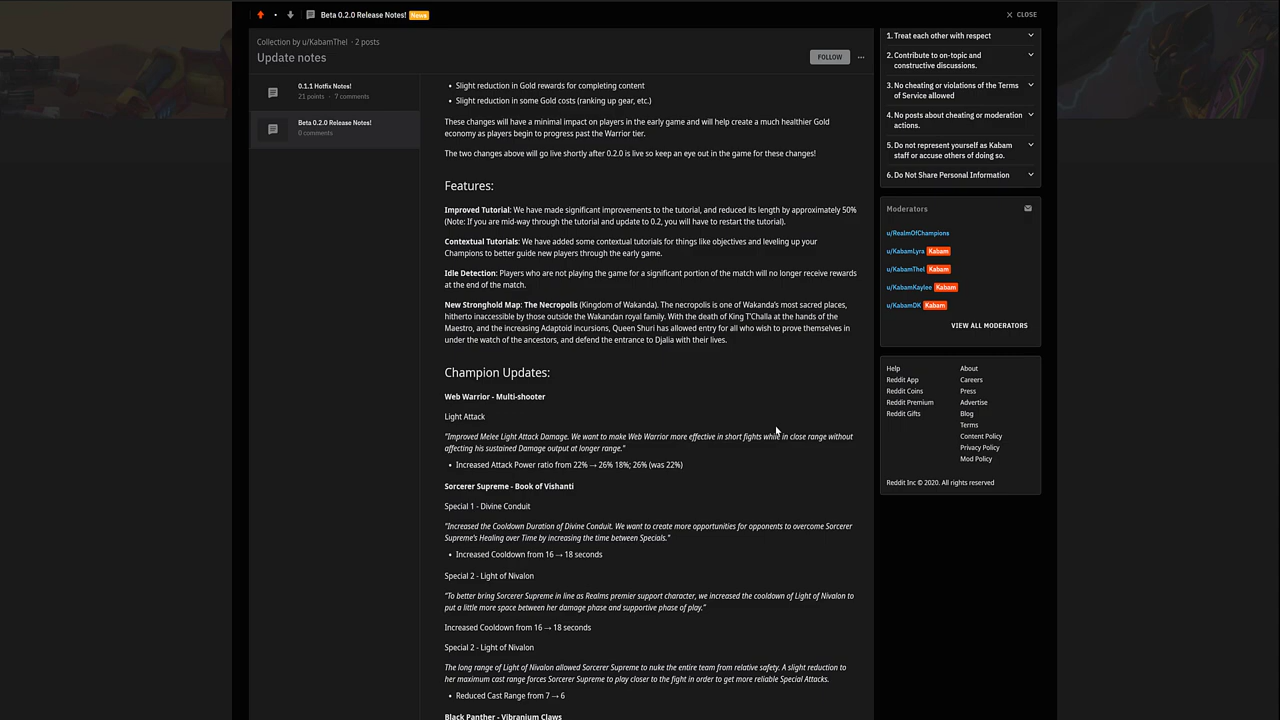 Beta 0.2.0 Release Notes! News
CLOSE
Collection by u/KabamThel · 2 posts
Update notes
FOLLOW
0.1.1 Hotfix Notes!
21 points · 7 comments
Beta 0.2.0 Release Notes!
0 comments
• Slight reduction in Gold rewards for completing content
• Slight reduction in some Gold costs (ranking up gear, etc.)
These changes will have a minimal impact on players in the early game and will help create a much healthier Gold
economy as players begin to progress past the Warrior tier.
The two changes above will go live shortly after 0.2.0 is live so keep an eye out in the game for these changes!
Features:
Improved Tutorial: We have made significant improvements to the tutorial, and reduced its length by approximately 50%
(Note: If you are mid-way through the tutorial and update to 0.2, you will have to restart the tutorial).
Contextual Tutorials: We have added some contextual tutorials for things like objectives and leveling up your
Champions to better guide new players through the early game.
Idle Detection: Players who are not playing the game for a significant portion of the match will no longer receive rewards
at the end of the match.
New Stronghold Map: The Necropolis (Kingdom of Wakanda). The necropolis is one of Wakanda's most sacred places,
hitherto inaccessible by those outside the Wakandan royal family. With the death of King T'Challa at the hands of the
Maestro, and the increasing Adaptoid incursions, Queen Shuri has allowed entry for all who wish to prove themselves in
under the watch of the ancestors, and defend the entrance to Djalia with their lives.
Champion Updates:
Web Warrior - Multi-shooter
Light Attack
"Improved Melee Light Attack Damage. We want to make Web Warrior more effective in short fights while in close range without
affecting his sustained Damage output at longer range."
• Increased Attack Power ratio from 22% → 26% 18%; 26% (was 22%)
Sorcerer Supreme - Book of Vishanti
Special 1 - Divine Conduit
"Increased the Cooldown Duration of Divine Conduit. We want to create more opportunities for opponents to overcome Sorcerer
Supreme's Healing over Time by increasing the time between Specials."
• Increased Cooldown from 16 → 18 seconds
Special 2 - Light of Nivalon
"To better bring Sorcerer Supreme in line as Realms premier support character, we increased the cooldown of Light of Nivalon to
put a little more space between her damage phase and supportive phase of play."
Increased Cooldown from 16 → 18 seconds
Special 2 - Light of Nivalon
The long range of Light of Nivalon allowed Sorcerer Supreme to nuke the entire team from relative safety. A slight reduction to
her maximum cast range forces Sorcerer Supreme to play closer to the fight in order to get more reliable Special Attacks.
• Reduced Cast Range from 7 → 6
Black Panther - Vibranium Claws
1. Treat each other with respect
2. Contribute to on-topic and
constructive discussions.
3. No cheating or violations of the Terms
of Service allowed
4. No posts about cheating or moderation
actions.
5. Do not represent yourself as Kabam
staff or accuse others of doing so.
6. Do Not Share Personal Information
Moderators
u/RealmOfChampions
u/KabamLyra Kabam
u/KabamThel Kabam
u/KabamKaylee Kabam
u/KabamDK Kabam
VIEW ALL MODERATORS
Help
Reddit App
Reddit Coins
Reddit Premium
Reddit Gifts
About
Careers
Press
Advertise
Blog
Terms
Content Policy
Privacy Policy
Mod Policy
Reddit Inc © 2020. All rights reserved